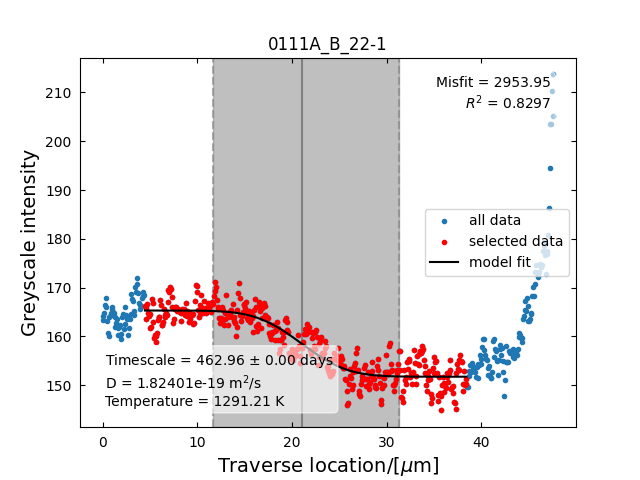 0111A_B_22-1
Misfit = 2953.95
R² = 0.8297
Greyscale intensity
210
200
190
180
170
160
150
all data
selected data
model fit
Timescale = 462.96 ± 0.00 days
D = 1.82401e-19 m²/s
Temperature = 1291.21 K
0 10 20 30 40
Traverse location/[μm]